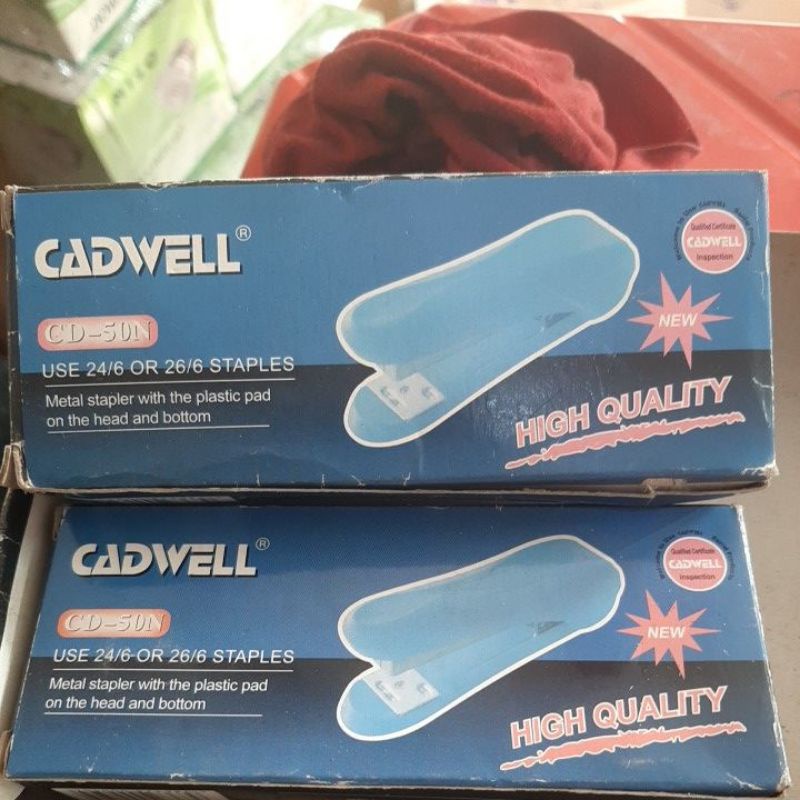 CADWELL®
CD-50N
USE 24/6 OR 26/6 STAPLES
Metal stapler with the plastic pad
on the head and bottom
Qualified Certificate
CADWELL
Inspection
NEW
HIGH QUALITY
CADWELL®
CD-50N
USE 24/6 OR 26/6 STAPLES
Metal stapler with the plastic pad
on the head and bottom
Qualified Certificate
CADWELL
Inspection
NEW
HIGH QUALITY